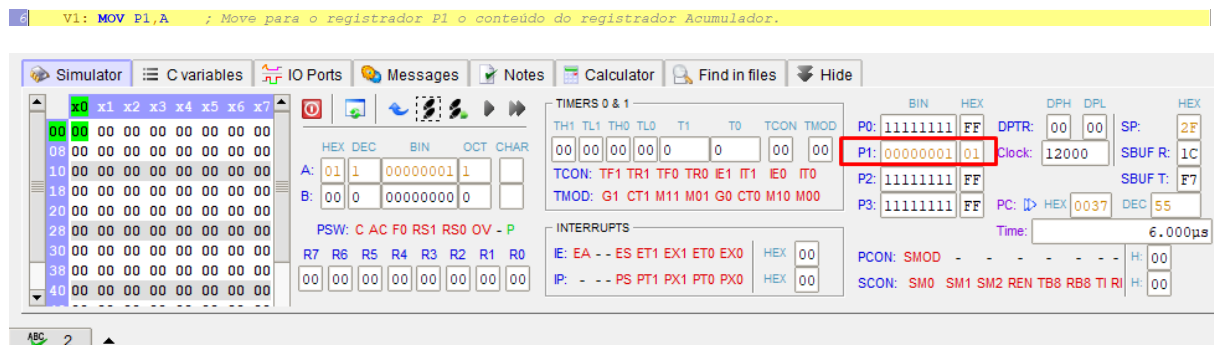 6 V1: MOV P1,A ; Move para o registrador P1 o conteúdo do registrador Acumulador.
Simulator C variables IO Ports Messages Notes Calculator Find in files Hide
x0 x1 x2 x3 x4 x5 x6 x7
00 00 00 00 00 00 00 00 00
08 00 00 00 00 00 00 00 00
10 00 00 00 00 00 00 00 00
18 00 00 00 00 00 00 00 00
20 00 00 00 00 00 00 00 00
28 00 00 00 00 00 00 00 00
30 00 00 00 00 00 00 00 00
38 00 00 00 00 00 00 00 00
40 00 00 00 00 00 00 00 00
HEX DEC BIN OCT CHAR
A: 01 1 00000001 1
B: 00 0 00000000 0
PSW: C AC F0 RS1 RS0 OV - P
R7 R6 R5 R4 R3 R2 R1 R0
00 00 00 00 00 00 00 00
TIMERS 0 & 1
TH1 TL1 TH0 TL0 T1 T0 TCON TMOD
00 00 00 00 0 0 00 00
TCON: TF1 TR1 TF0 TR0 IE1 IT1 IE0 IT0
TMOD: G1 CT1 M11 M01 G0 CT0 M10 M00
INTERRUPTS
IE: EA - - ES ET1 EX1 ET0 EX0 HEX 00
IP: - - - PS PT1 PX1 PT0 PX0 HEX 00
BIN HEX DPH DPL HEX
P0: 11111111 FF DPTR: 00 00 SP: 2F
P1: 00000001 01 Clock: 12000 SBUF R: 1C
P2: 11111111 FF SBUF T: F7
P3: 11111111 FF PC: HEX 0037 DEC 55
Time: 6.000µs
PCON: SMOD - - - - - - - H: 00
SCON: SM0 SM1 SM2 REN TB8 RB8 TI RI H: 00
ABC 2